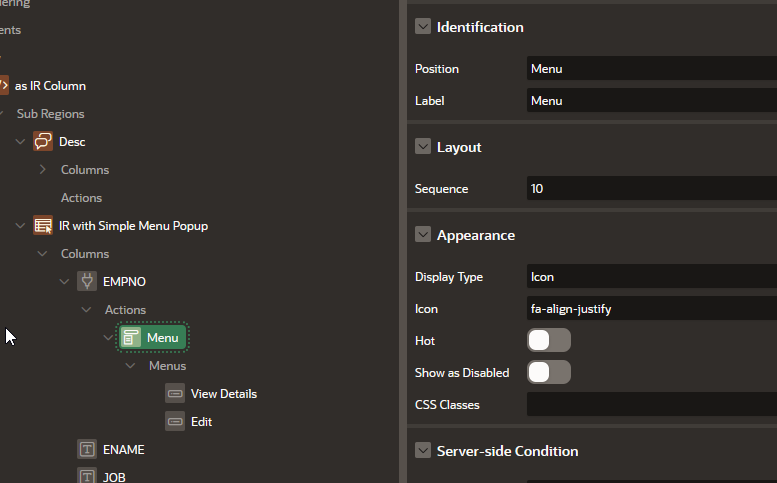 ents
as IR Column
Sub Regions
Desc
Columns
Actions
IR with Simple Menu Popup
Columns
EMPNO
Actions
Menu
Menus
View Details
Edit
ENAME
JOB
Identification
Position Menu
Label Menu
Layout
Sequence 10
Appearance
Display Type Icon
Icon fa-align-justify
Hot
Show as Disabled
CSS Classes
Server-side Condition